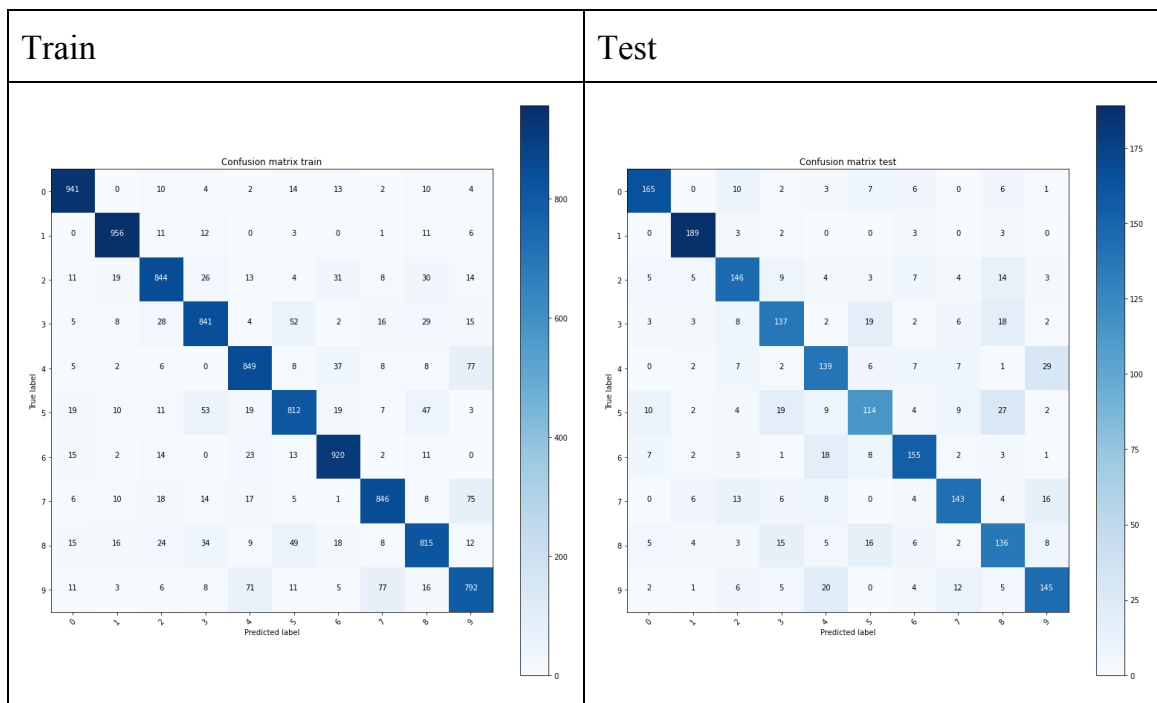 Train
Test
Confusion matrix train
0 941 0 10 4 2 14 13 2 10 4
1 0 956 11 12 0 3 0 1 11 6
2 11 19 844 26 13 4 31 8 30 14
3 5 8 28 841 4 52 2 16 29 15
4 5 2 6 0 849 8 37 8 8 77
5 19 10 11 53 19 812 19 7 47 3
6 15 2 14 0 23 13 920 2 11 0
7 6 10 18 14 17 5 1 846 8 75
8 15 16 24 34 9 49 18 8 815 12
9 11 3 6 8 71 11 5 77 16 792
0 1 2 3 4 5 6 7 8 9
True label
Predicted label
800
600
400
200
0
Confusion matrix test
0 165 0 10 2 3 7 6 0 6 1
1 0 189 3 2 0 0 3 0 3 0
2 5 5 146 9 4 3 7 4 14 3
3 3 3 8 137 2 19 2 6 18 2
4 0 2 7 2 139 6 7 7 1 29
5 10 2 4 19 9 114 4 9 27 2
6 7 2 3 1 18 8 155 2 3 1
7 0 6 13 6 8 0 4 143 4 16
8 5 4 3 15 5 16 6 2 136 8
9 2 1 6 5 20 0 4 12 5 145
0 1 2 3 4 5 6 7 8 9
True label
Predicted label
175
150
125
100
75
50
25
0